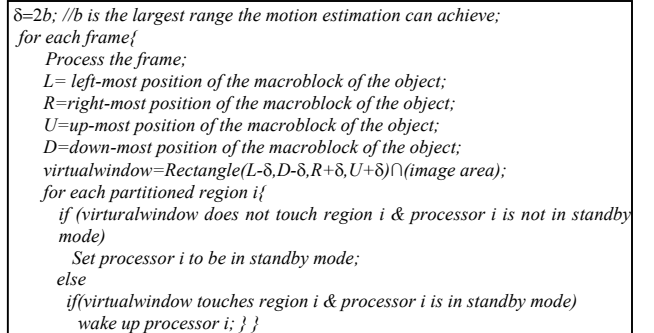 δ=2b; //b is the largest range the motion estimation can achieve;
for each frame{
Process the frame;
L= left-most position of the macroblock of the object;
R=right-most position of the macroblock of the object;
U=up-most position of the macroblock of the object;
D=down-most position of the macroblock of the object;
virtualwindow=Rectangle(L-δ,D-δ,R+δ,U+δ)∩(image area);
for each partitioned region i{
if (virturalwindow does not touch region i & processor i is not in standby
mode)
Set processor i to be in standby mode;
else
if(virtualwindow touches region i & processor i is in standby mode)
wake up processor i; } }